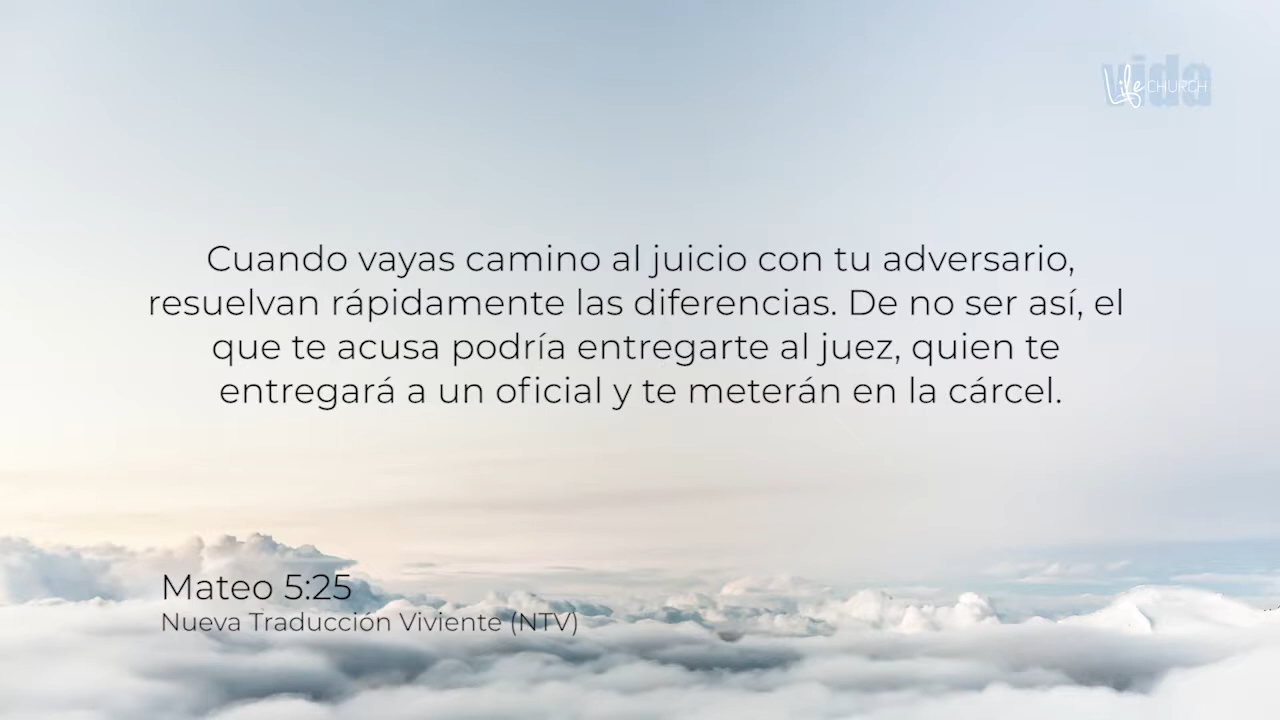 vida
Life CHURCH
Cuando vayas camino al juicio con tu adversario,
resuelvan rápidamente las diferencias. De no ser así, el
que te acusa podría entregarte al juez, quien te
entregará a un oficial y te meterán en la cárcel.
Mateo 5:25
Nueva Traducción Viviente (NTV)